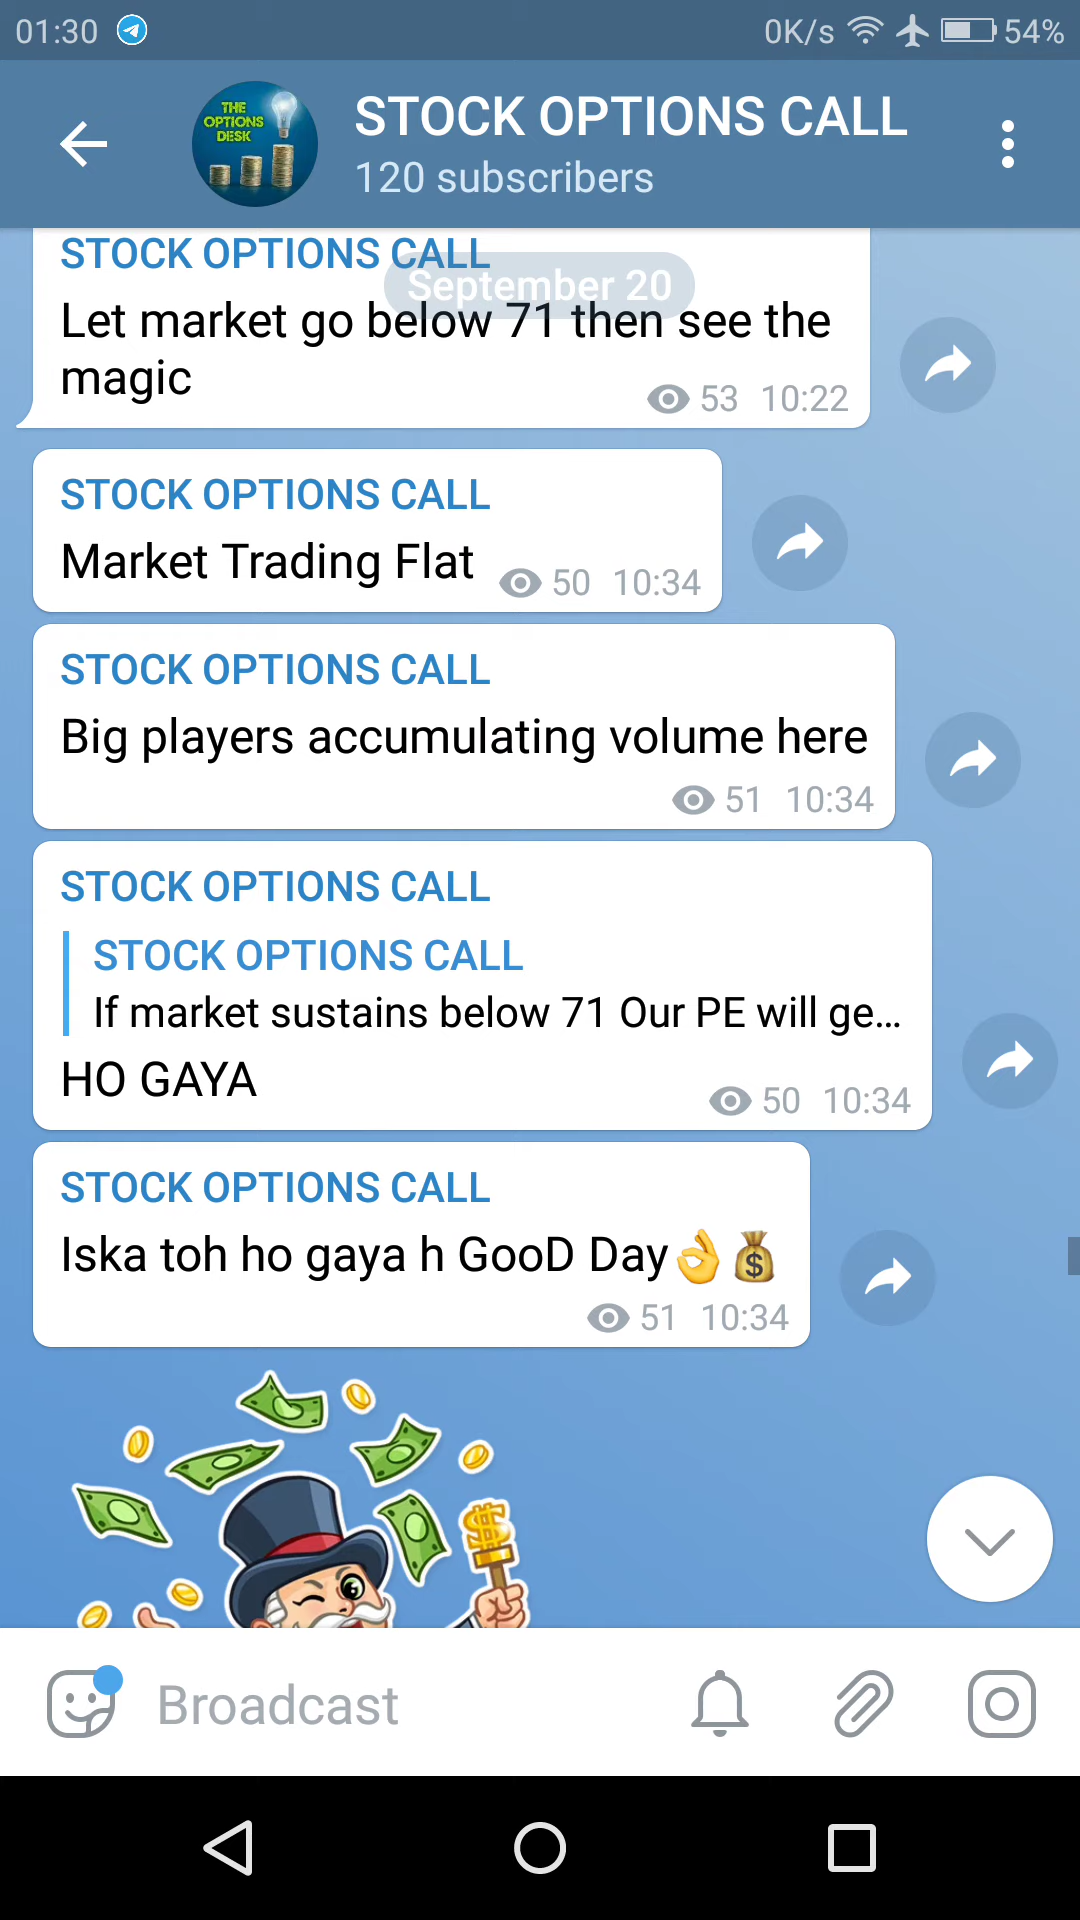 01:30
0K/s
54%
THE
OPTIONS
DESK
STOCK OPTIONS CALL
120 subscribers
STOCK OPTIONS CALL
September 20
Let market go below 71 then see the
magic
53 10:22
STOCK OPTIONS CALL
Market Trading Flat
50 10:34
STOCK OPTIONS CALL
Big players accumulating volume here
51 10:34
STOCK OPTIONS CALL
STOCK OPTIONS CALL
If market sustains below 71 Our PE will ge...
HO GAYA
50 10:34
STOCK OPTIONS CALL
Iska toh ho gaya h GooD Day👌💰
51 10:34
Broadcast